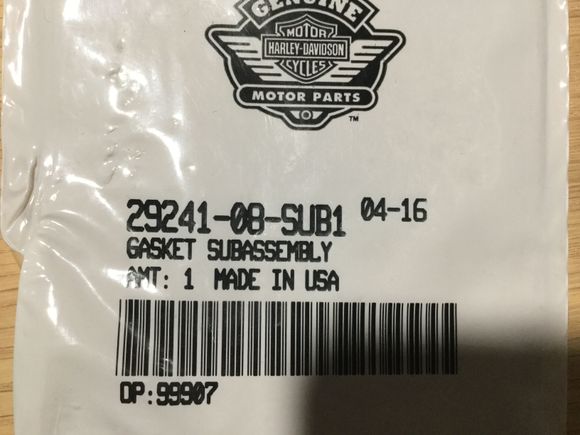 GENUINE
MOTOR
HARLEY-DAVIDSON
CYCLES
MOTOR PARTS
TM
29241-08-SUB1 04-16
GASKET SUBASSEMBLY
AMT: 1 MADE IN USA
OP:99907